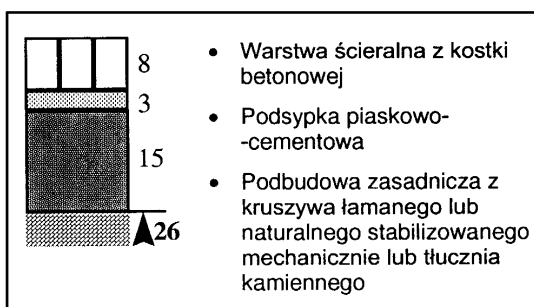 8
3
15
26
• Warstwa ścieralna z kostki
betonowej
• Podsypka piaskowo-
-cementowa
• Podbudowa zasadnicza z
kruszywa łamanego lub
naturalnego stabilizowanego
mechanicznie lub tłucznia
kamiennego